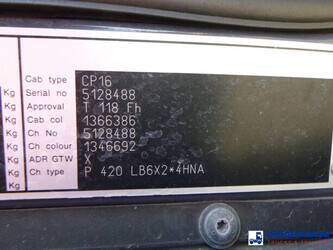 Cab type CP16
Kg Serial no 5128488
Kg Approval T 118 Fh
Kg Cab col 1366386
Kg Ch No 5128488
Kg Ch colour 1346692
Kg ADR GTW X
Kg Ch type P 420 LB6X2*4HNA
Kg